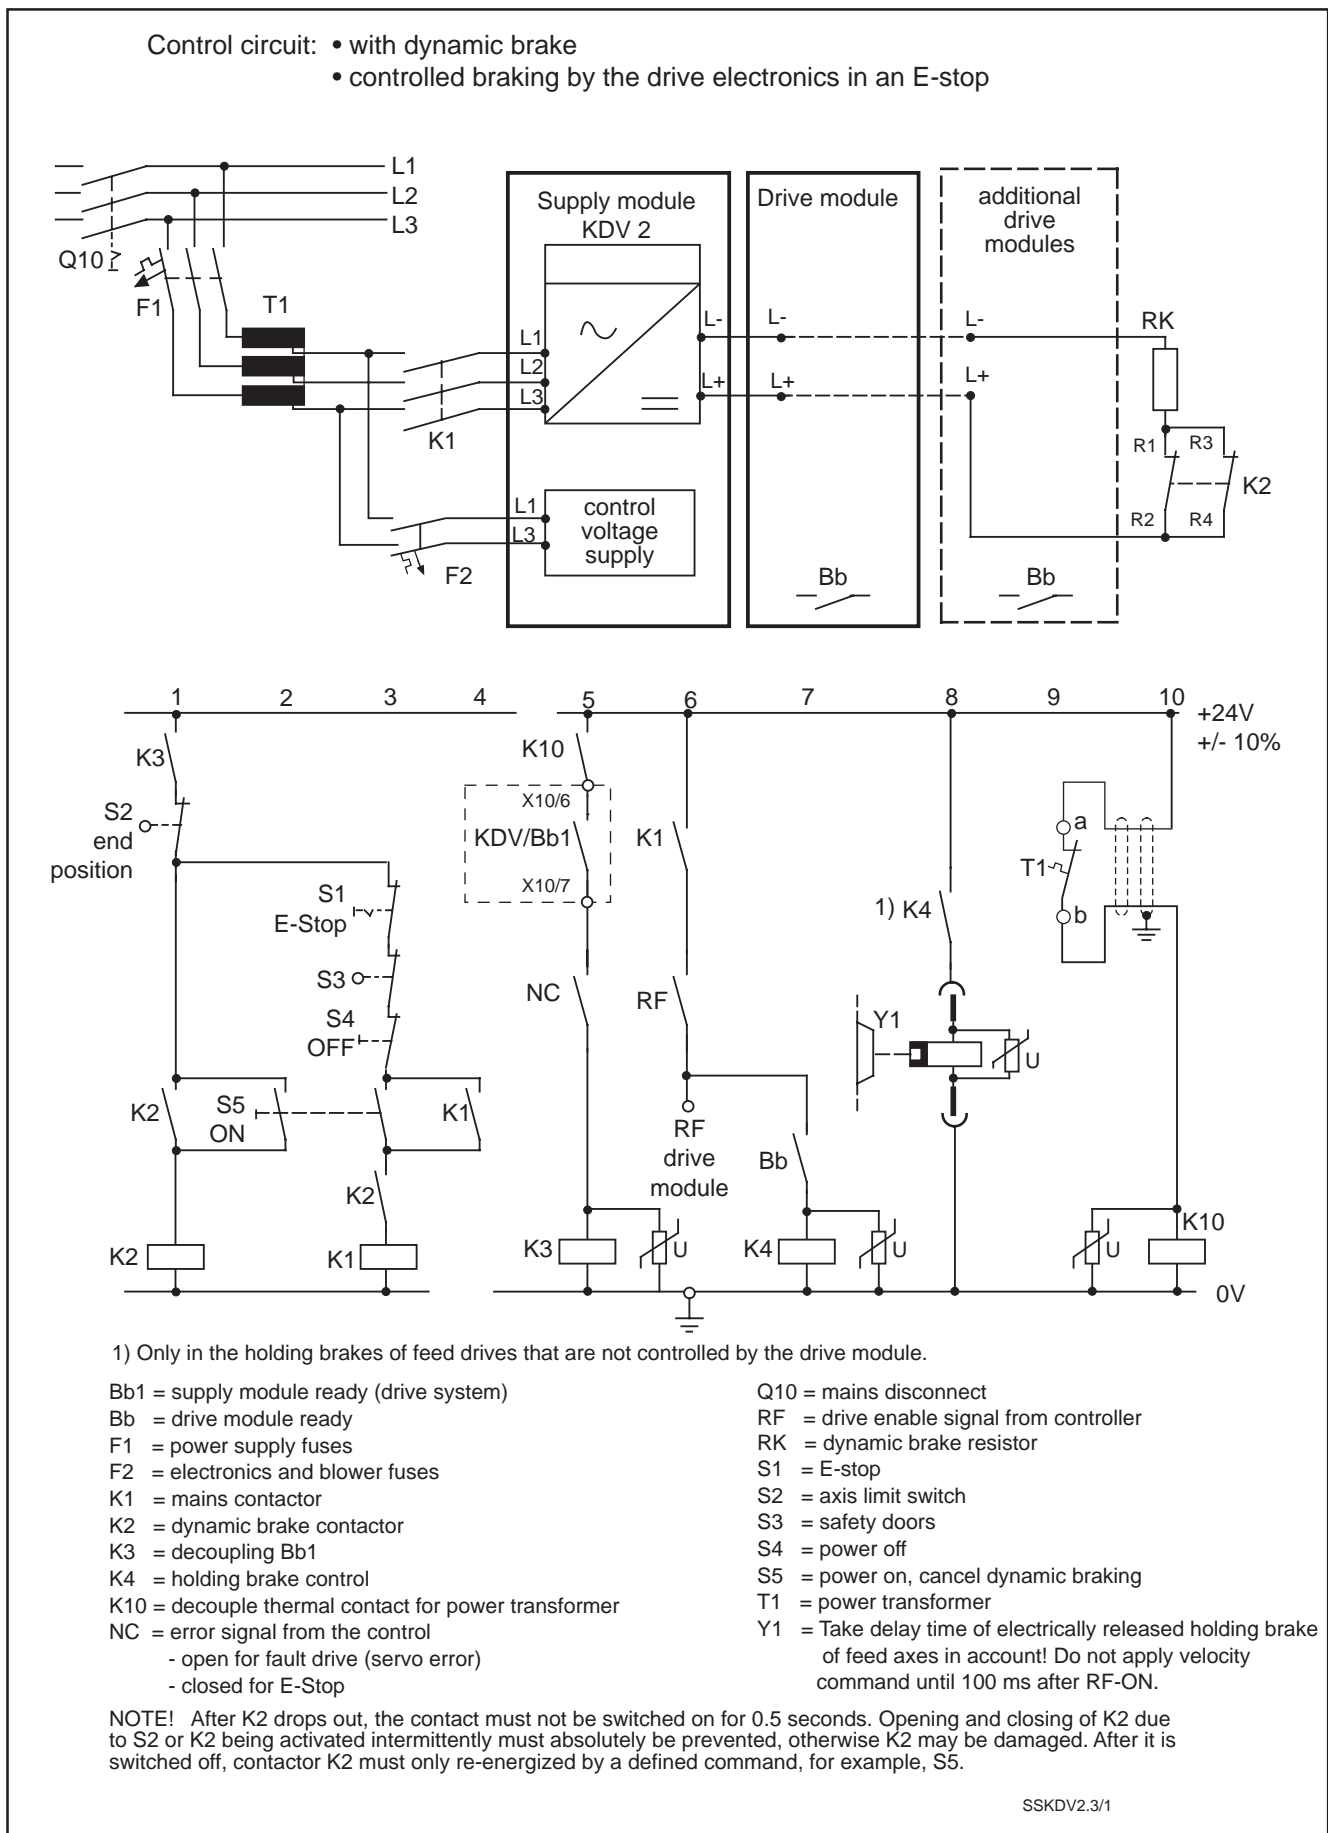 Control circuit: • with dynamic brake
• controlled braking by the drive electronics in an E-stop
L1
L2
L3
Q10
F1
T1
K1
F2
Supply module
KDV 2
L1
L2
L3
L-
L+
L1
L3
control
voltage
supply
Drive module
L-
L+
Bb
additional
drive
modules
L-
L+
Bb
RK
R1
R3
K2
R2
R4
1
2
3
4
5
6
7
8
9
10
+24V
+/- 10%
K3
S2
end
position
S1
E-Stop
S3
S4
OFF
K2
S5
ON
K1
K2
K2
K1
K10
X10/6
KDV/Bb1
X10/7
NC
K1
RF
RF
drive
module
Bb
K3
U
K4
U
1) K4
Y1
U
a
T1
b
K10
U
0V
1) Only in the holding brakes of feed drives that are not controlled by the drive module.
Bb1 = supply module ready (drive system)
Bb = drive module ready
F1 = power supply fuses
F2 = electronics and blower fuses
K1 = mains contactor
K2 = dynamic brake contactor
K3 = decoupling Bb1
K4 = holding brake control
K10 = decouple thermal contact for power transformer
NC = error signal from the control
- open for fault drive (servo error)
- closed for E-Stop
Q10 = mains disconnect
RF = drive enable signal from controller
RK = dynamic brake resistor
S1 = E-stop
S2 = axis limit switch
S3 = safety doors
S4 = power off
S5 = power on, cancel dynamic braking
T1 = power transformer
Y1 = Take delay time of electrically released holding brake
of feed axes in account! Do not apply velocity
command until 100 ms after RF-ON.
NOTE! After K2 drops out, the contact must not be switched on for 0.5 seconds. Opening and closing of K2 due
to S2 or K2 being activated intermittently must absolutely be prevented, otherwise K2 may be damaged. After it is
switched off, contactor K2 must only re-energized by a defined command, for example, S5.
SSKDV2.3/1